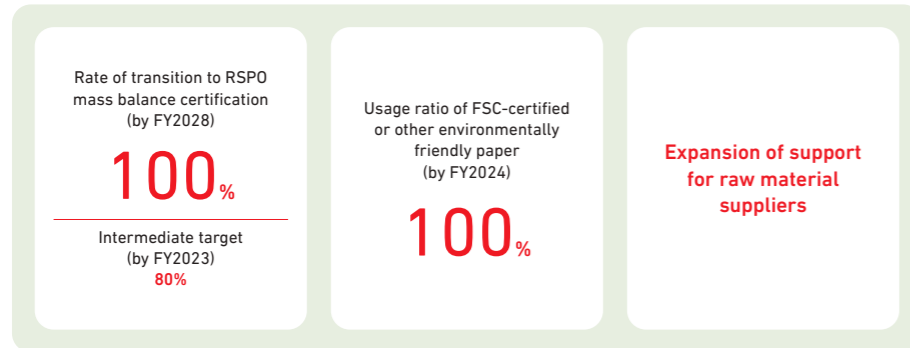 Rate of transition to RSPO
mass balance certification
(by FY2028)
100%
Intermediate target
(by FY2023)
80%
Usage ratio of FSC-certified
or other environmentally
friendly paper
(by FY2024)
100%
Expansion of support
for raw material
suppliers